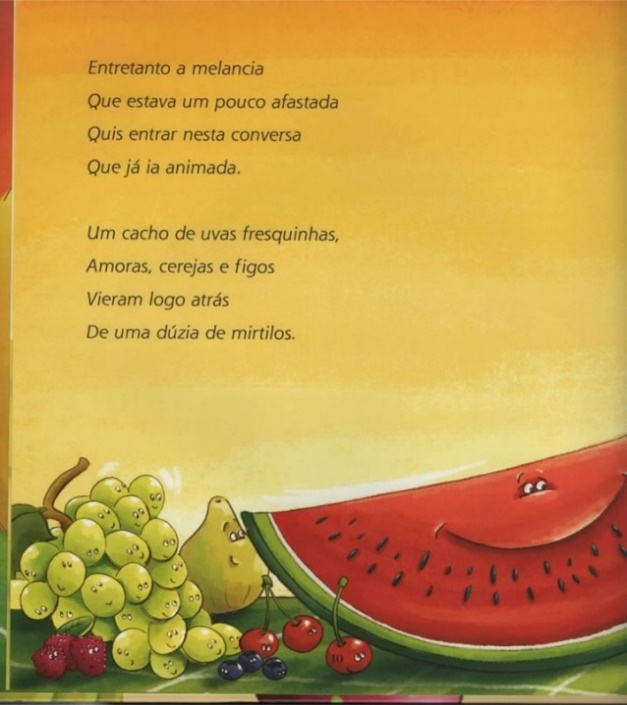 Entretanto a melancia
Que estava um pouco afastada
Quis entrar nesta conversa
Que já ia animada.
Um cacho de uvas fresquinhas,
Amoras, cerejas e figos
Vieram logo atrás
De uma dúzia de mirtilos.